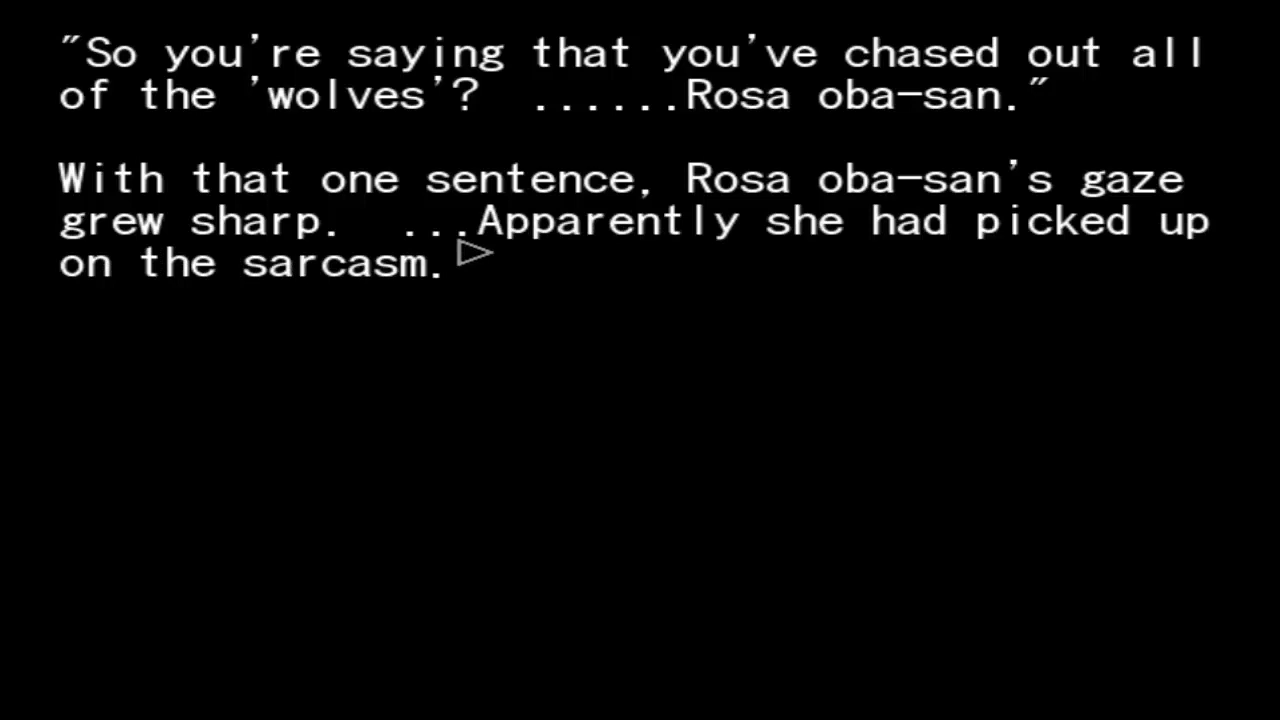 "So you're saying that you've chased out all
of the 'wolves'?  ......Rosa oba-san."
With that one sentence, Rosa oba-san's gaze
grew sharp.  ...Apparently she had picked up
on the sarcasm.